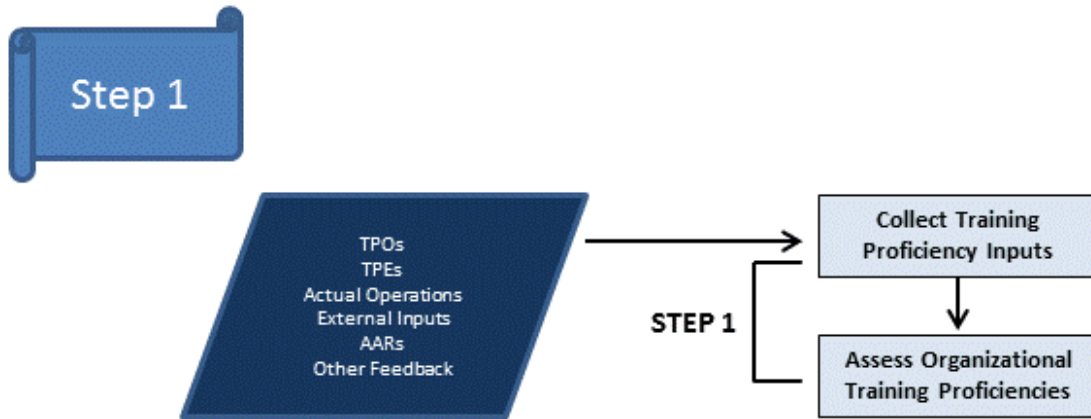 Step 1
TPOs
TPEs
Actual Operations
External Inputs
AARs
Other Feedback
Collect Training
Proficiency Inputs
STEP 1
Assess Organizational
Training Proficiencies